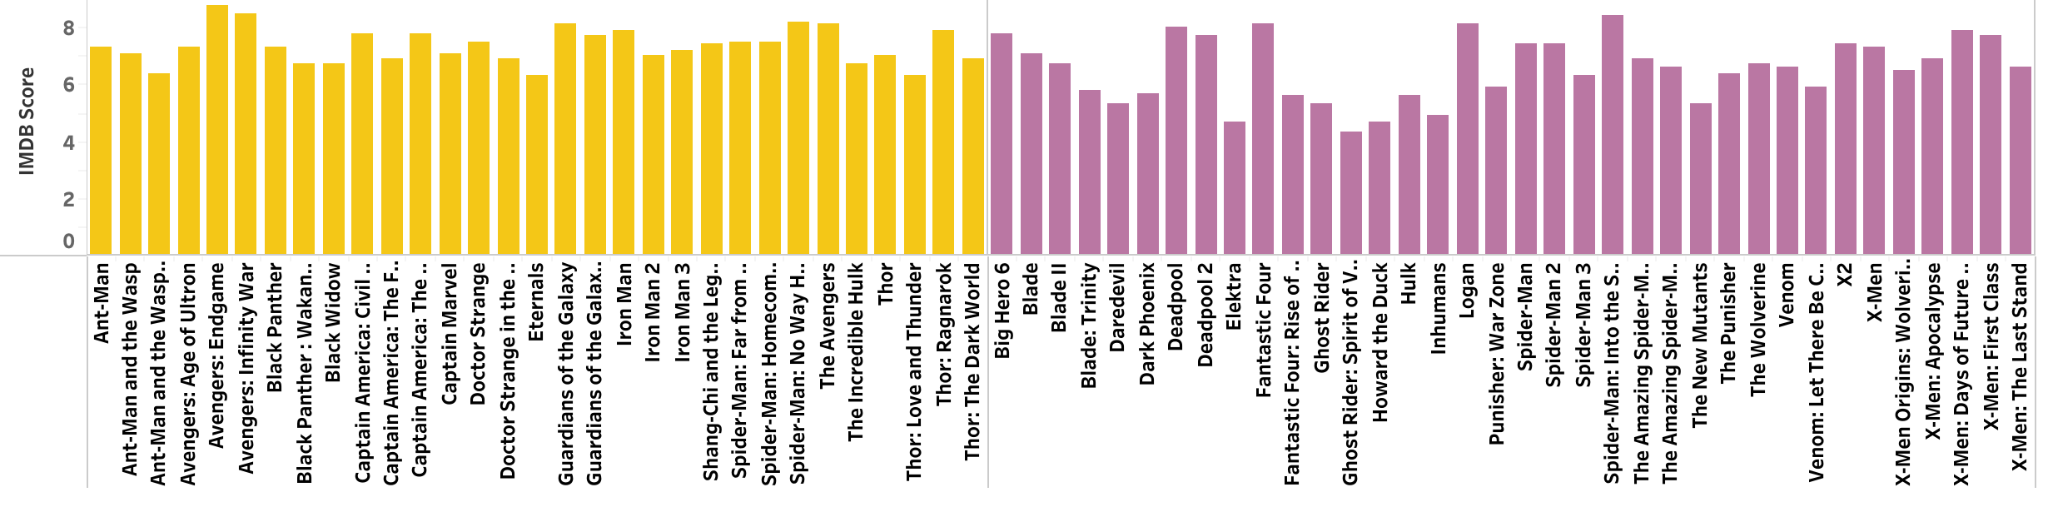 IMDB Score
8
6
4
2
0
Ant-Man
Ant-Man and the Wasp
Ant-Man and the Wasp..
Avengers: Age of Ultron
Avengers: Endgame
Avengers: Infinity War
Black Panther
Black Panther : Wakan..
Black Widow
Captain America: Civil ..
Captain America: The F..
Captain America: The ..
Captain Marvel
Doctor Strange
Doctor Strange in the ..
Eternals
Guardians of the Galaxy
Guardians of the Galax..
Iron Man
Iron Man 2
Iron Man 3
Shang-Chi and the Leg..
Spider-Man: Far from ..
Spider-Man: Homecom..
Spider-Man: No Way H..
The Avengers
The Incredible Hulk
Thor
Thor: Love and Thunder
Thor: Ragnarok
Thor: The Dark World
Big Hero 6
Blade
Blade II
Blade: Trinity
Daredevil
Dark Phoenix
Deadpool
Deadpool 2
Elektra
Fantastic Four
Fantastic Four: Rise of ..
Ghost Rider
Ghost Rider: Spirit of V..
Howard the Duck
Hulk
Inhumans
Logan
Punisher: War Zone
Spider-Man
Spider-Man 2
Spider-Man 3
Spider-Man: Into the S..
The Amazing Spider-M..
The Amazing Spider-M..
The New Mutants
The Punisher
The Wolverine
Venom
Venom: Let There Be C..
X2
X-Men
X-Men Origins: Wolveri..
X-Men: Apocalypse
X-Men: Days of Future ..
X-Men: First Class
X-Men: The Last Stand